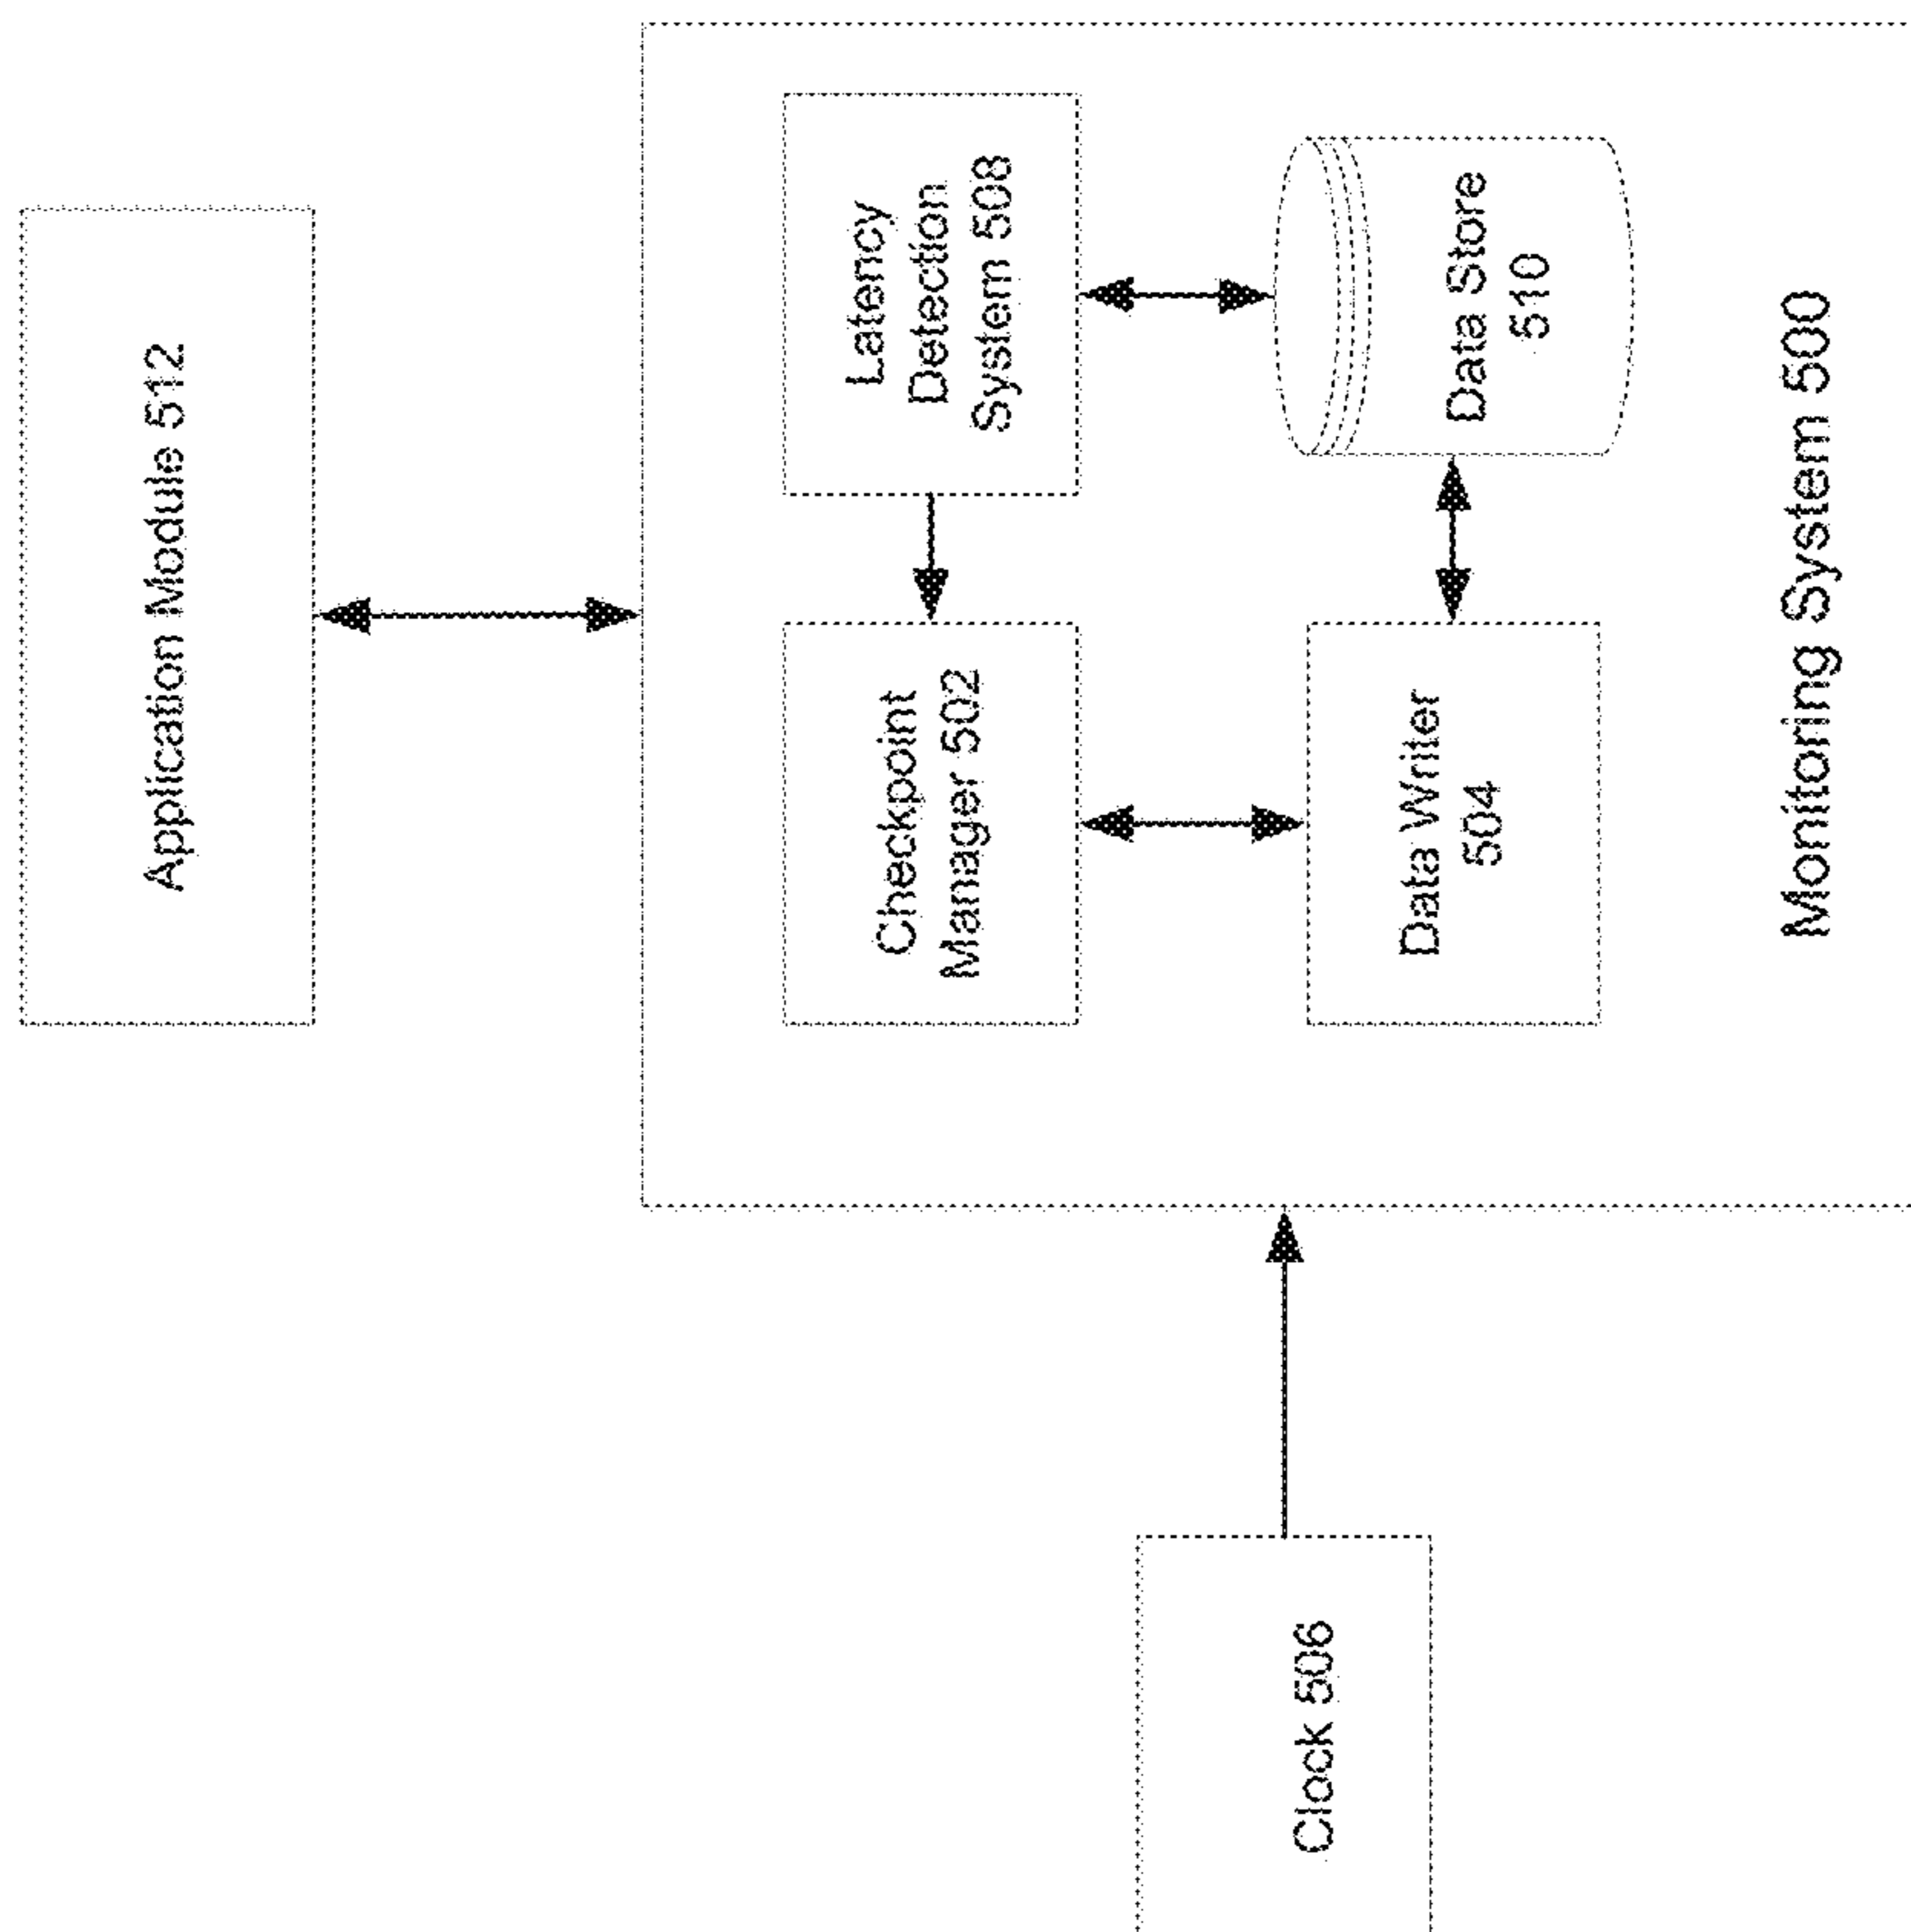 Application Module 512
Checkpoint
Manager 502
Latency
Detection
System 508
Data Writer
504
Data Store
510
Monitoring System 500
Clock 506